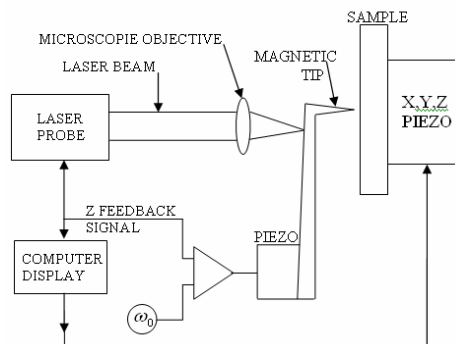 SAMPLE
MICROSCOPIE OBJECTIVE
MAGNETIC
TIP
LASER BEAM
LASER
PROBE
X,Y,Z
PIEZO
Z FEEDBACK
SIGNAL
PIEZO
COMPUTER
DISPLAY
ω₀